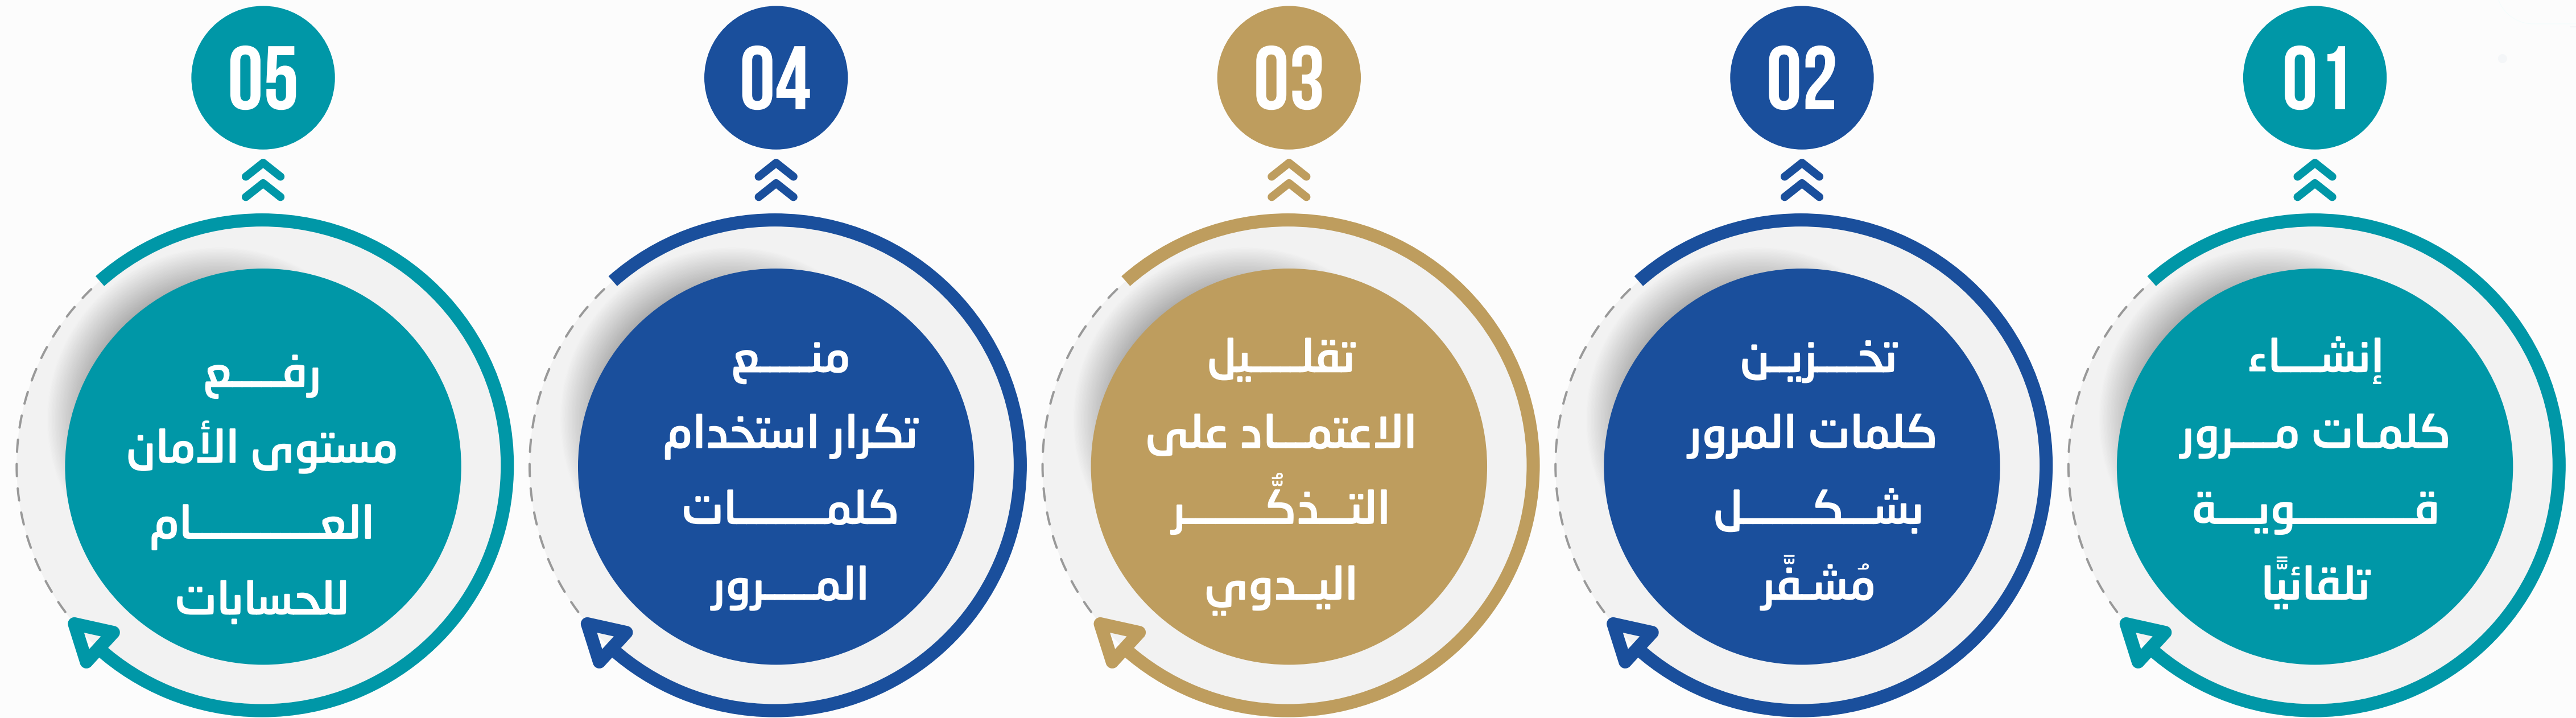 01
إنشاء
كلمات مرور
قوية
تلقائيًّا
02
تخزين
كلمات المرور
بشكل
مُشفَّر
03
تقليل
الاعتماد على
التذكُّر
اليدوي
04
منع
تكرار استخدام
كلمات
المرور
05
رفع
مستوى الأمان
العام
للحسابات